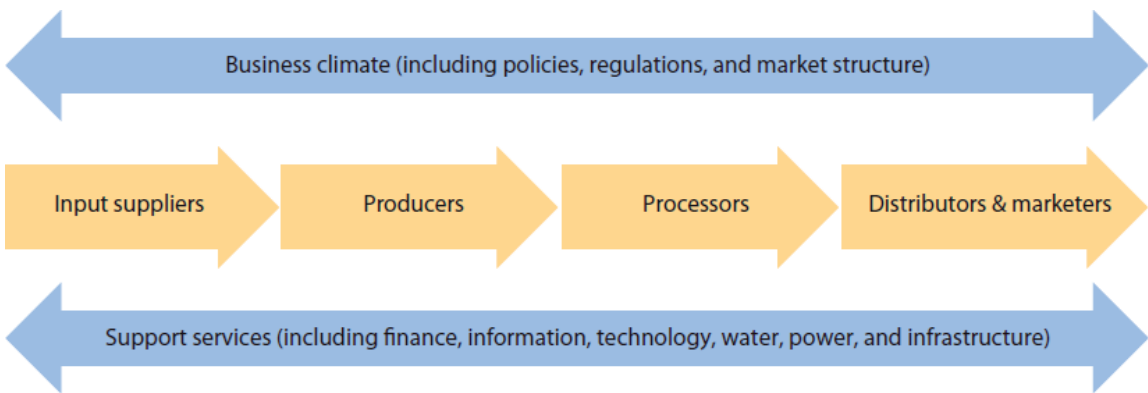 Business climate (including policies, regulations, and market structure)
Input suppliers
Producers
Processors
Distributors & marketers
Support services (including finance, information, technology, water, power, and infrastructure)